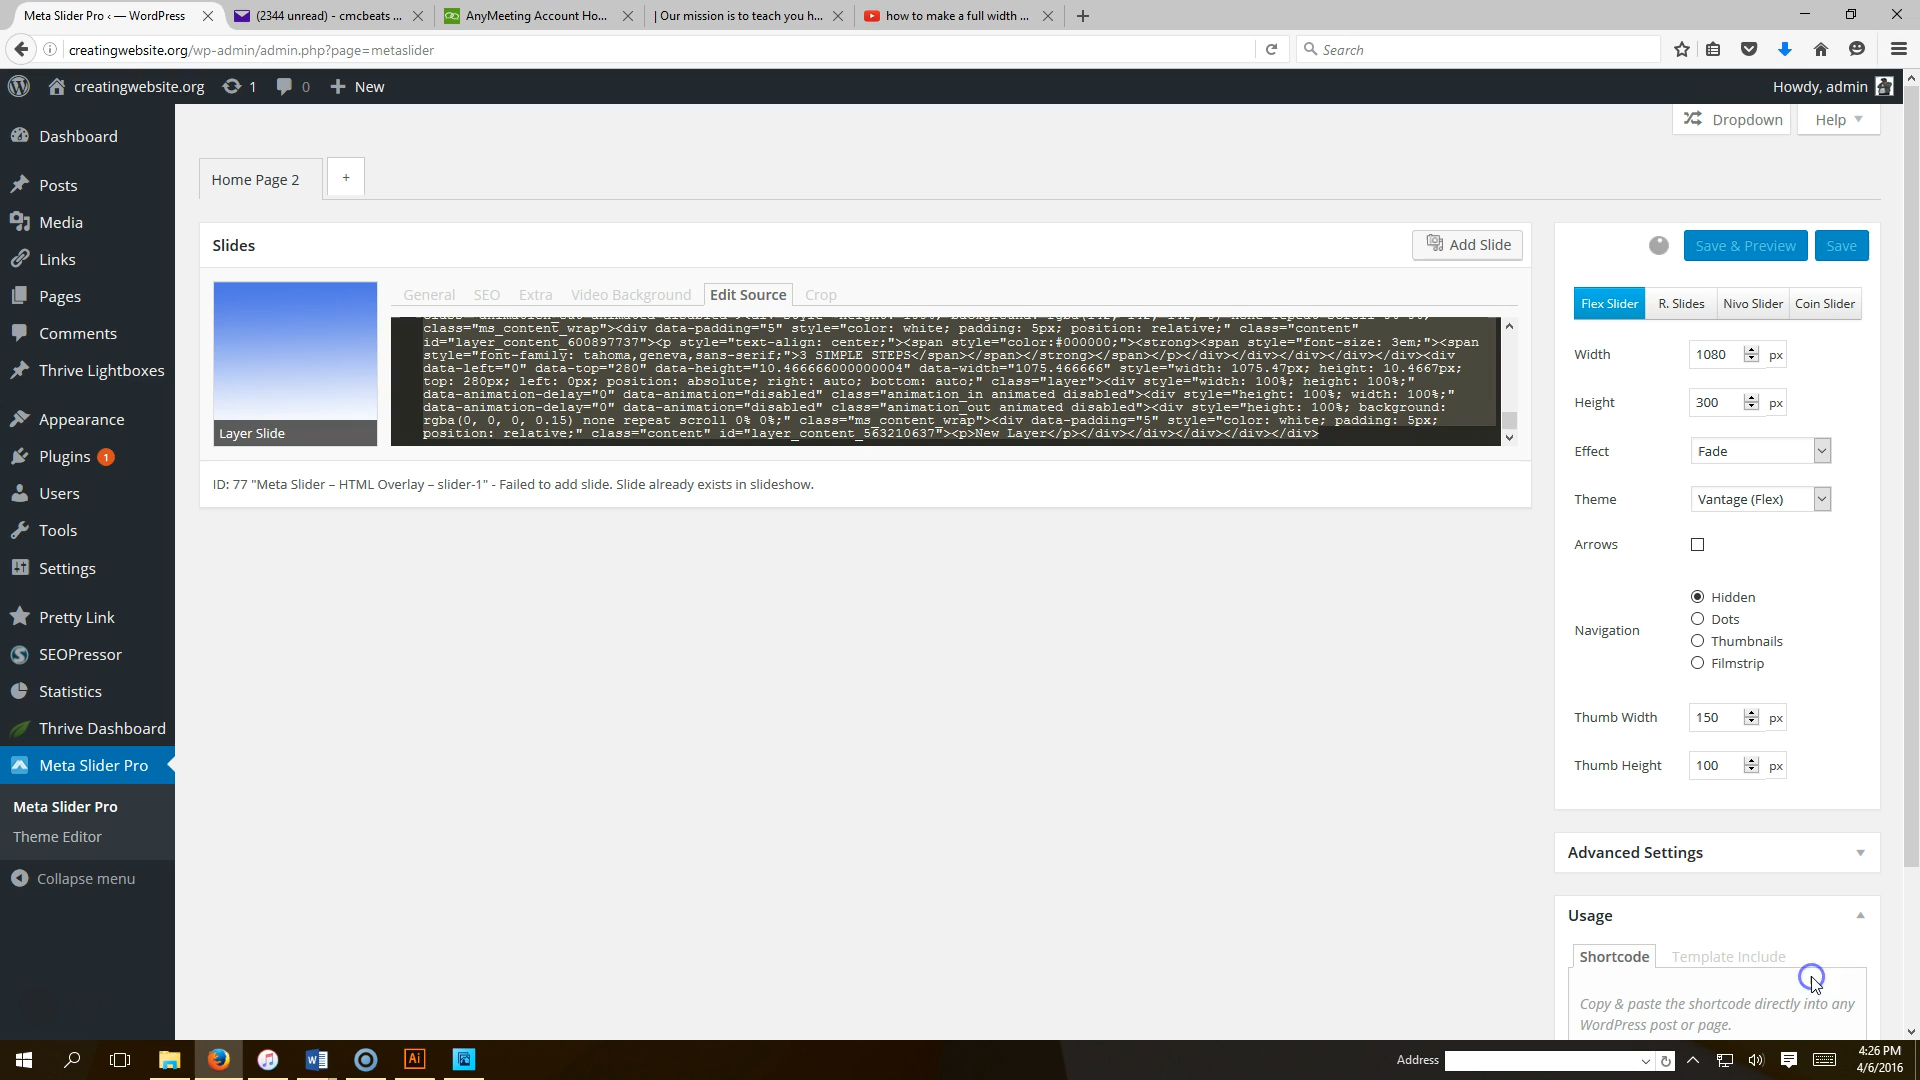 Meta Slider Pro ‹ — WordPress
(2344 unread) - cmcbeats ...
AnyMeeting Account Ho...
| Our mission is to teach you h...
how to make a full width ...
creatingwebsite.org/wp-admin/admin.php?page=metaslider
Search
creatingwebsite.org
1
0
New
Howdy, admin
Dropdown
Help
Dashboard
Posts
Media
Links
Pages
Comments
Thrive Lightboxes
Appearance
Plugins 1
Users
Tools
Settings
Pretty Link
SEOPressor
Statistics
Thrive Dashboard
Meta Slider Pro
Meta Slider Pro
Theme Editor
Collapse menu
Home Page 2
+
Slides
Add Slide
Layer Slide
General SEO Extra Video Background Edit Source Crop
class="ms_content_wrap"><div data-padding="5" style="color: white; padding: 5px; position: relative;" class="content"
id="layer_content_600897737"><p style="text-align: center;"><span style="color:#000000;"><strong><span style="font-size: 3em;"><span
style="font-family: tahoma,geneva,sans-serif;">3 SIMPLE STEPS</span></span></strong></span></p></div></div></div></div></div><div
data-left="0" data-top="280" data-height="10.466666000000004" data-width="1075.466666" style="width: 1075.47px; height: 10.4667px;
top: 280px; left: 0px; position: absolute; right: auto; bottom: auto;" class="layer"><div style="width: 100%; height: 100%;"
data-animation-delay="0" data-animation="disabled" class="animation_in animated disabled"><div style="height: 100%; width: 100%;"
data-animation-delay="0" data-animation="disabled" class="animation_out animated disabled"><div style="height: 100%; background:
rgba(0, 0, 0, 0.15) none repeat scroll 0% 0%;" class="ms_content_wrap"><div data-padding="5" style="color: white; padding: 5px;
position: relative;" class="content" id="layer_content_563210637"><p>New Layer</p></div></div></div></div></div>
ID: 77 "Meta Slider – HTML Overlay – slider-1" - Failed to add slide. Slide already exists in slideshow.
Save & Preview
Save
Flex Slider
R. Slides
Nivo Slider
Coin Slider
Width 1080 px
Height 300 px
Effect Fade
Theme Vantage (Flex)
Arrows
Navigation
Hidden
Dots
Thumbnails
Filmstrip
Thumb Width 150 px
Thumb Height 100 px
Advanced Settings
Usage
Shortcode
Template Include
Copy & paste the shortcode directly into any
WordPress post or page.
Ai
Address
4:26 PM
4/6/2016